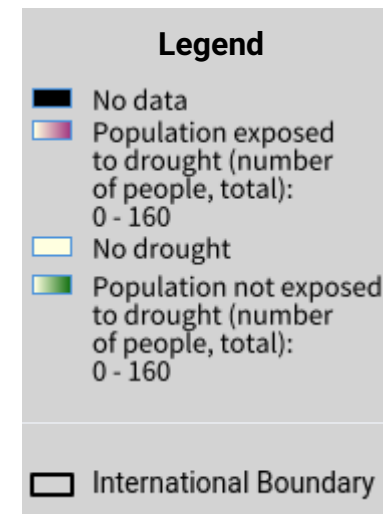 Legend
No data
Population exposed
to drought (number
of people, total):
0 - 160
No drought
Population not exposed
to drought (number
of people, total):
0 - 160
International Boundary